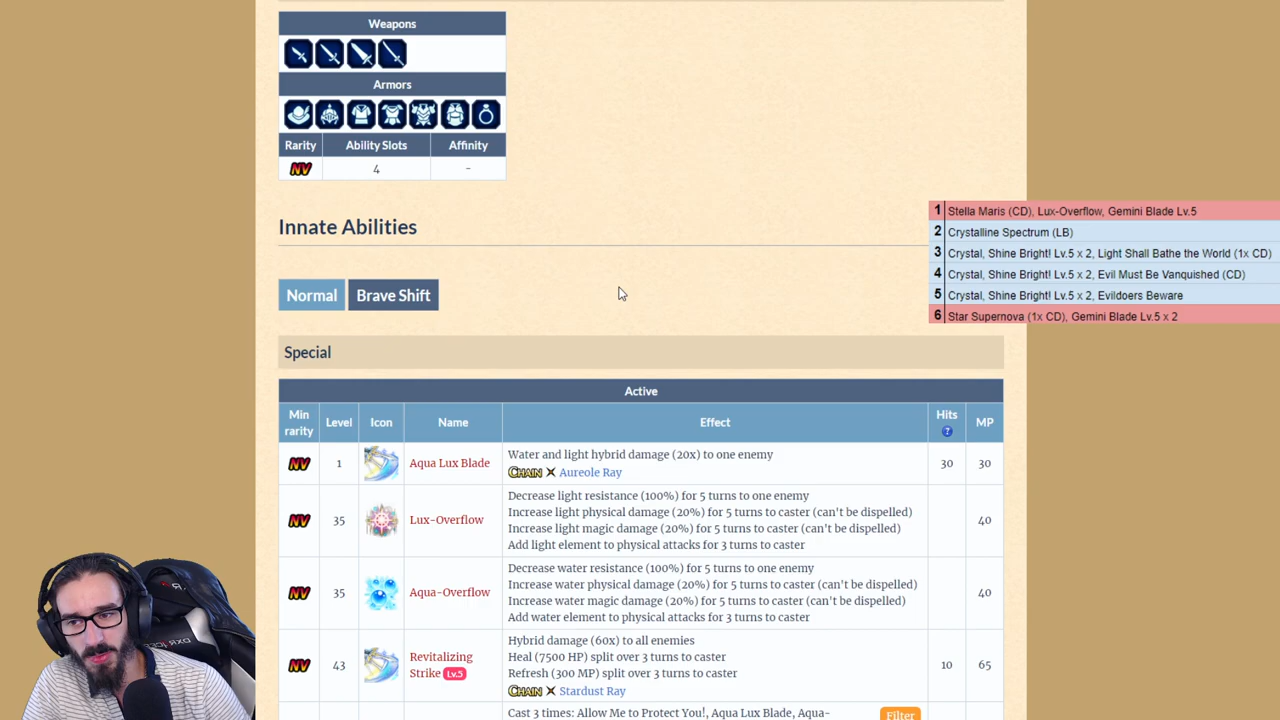 Weapons
Armors
Rarity Ability Slots Affinity
NV 4 -
Innate Abilities
Normal Brave Shift
1 Stella Maris (CD), Lux-Overflow, Gemini Blade Lv.5
2 Crystalline Spectrum (LB)
3 Crystal, Shine Bright! Lv.5 x 2, Light Shall Bathe the World (1x CD)
4 Crystal, Shine Bright! Lv.5 x 2, Evil Must Be Vanquished (CD)
5 Crystal, Shine Bright! Lv.5 x 2, Evildoers Beware
6 Star Supernova (1x CD), Gemini Blade Lv.5 x 2
Special
Active
Min rarity Level Icon Name Effect Hits ? MP
NV 1 Aqua Lux Blade Water and light hybrid damage (20x) to one enemy 30 30
CHAIN Aureole Ray
NV 35 Lux-Overflow Decrease light resistance (100%) for 5 turns to one enemy 40
Increase light physical damage (20%) for 5 turns to caster (can't be dispelled)
Increase light magic damage (20%) for 5 turns to caster (can't be dispelled)
Add light element to physical attacks for 3 turns to caster
NV 35 Aqua-Overflow Decrease water resistance (100%) for 5 turns to one enemy 40
Increase water physical damage (20%) for 5 turns to caster (can't be dispelled)
Increase water magic damage (20%) for 5 turns to caster (can't be dispelled)
Add water element to physical attacks for 3 turns to caster
NV 43 Revitalizing Strike Lv.5 Hybrid damage (60x) to all enemies 10 65
Heal (7500 HP) split over 3 turns to caster
Refresh (300 MP) split over 3 turns to caster
CHAIN Stardust Ray
Cast 3 times: Allow Me to Protect You!, Aqua Lux Blade, Aqua- Filter